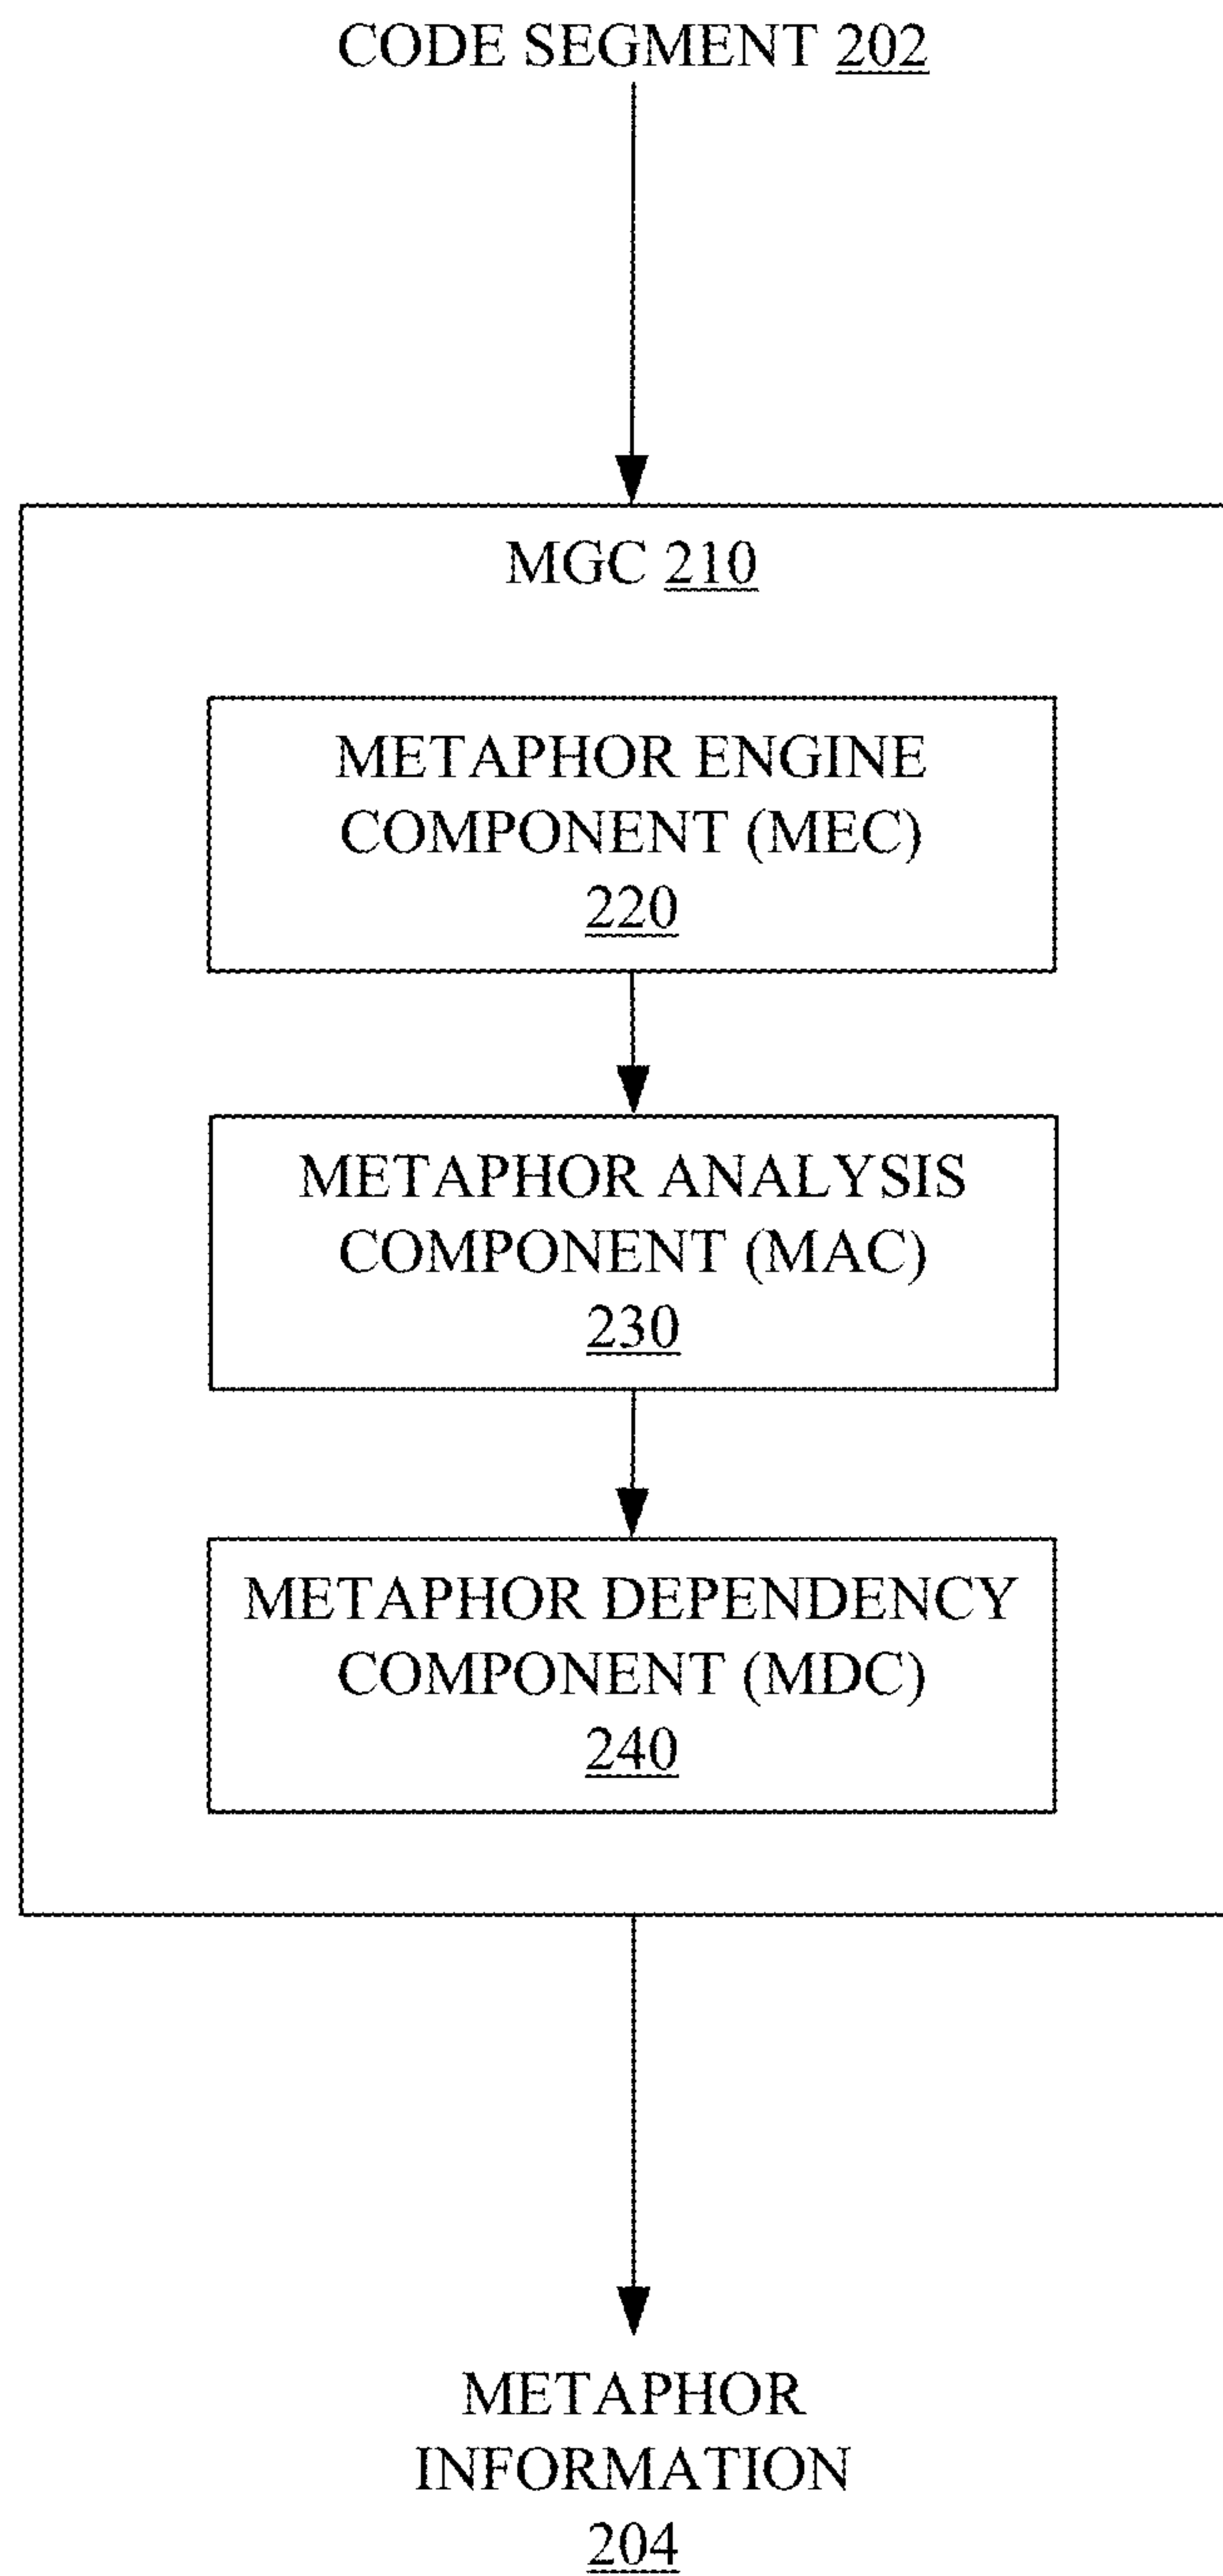 CODE SEGMENT 202
MGC 210
METAPHOR ENGINE
COMPONENT (MEC)
220
METAPHOR ANALYSIS
COMPONENT (MAC)
230
METAPHOR DEPENDENCY
COMPONENT (MDC)
240
METAPHOR
INFORMATION
204